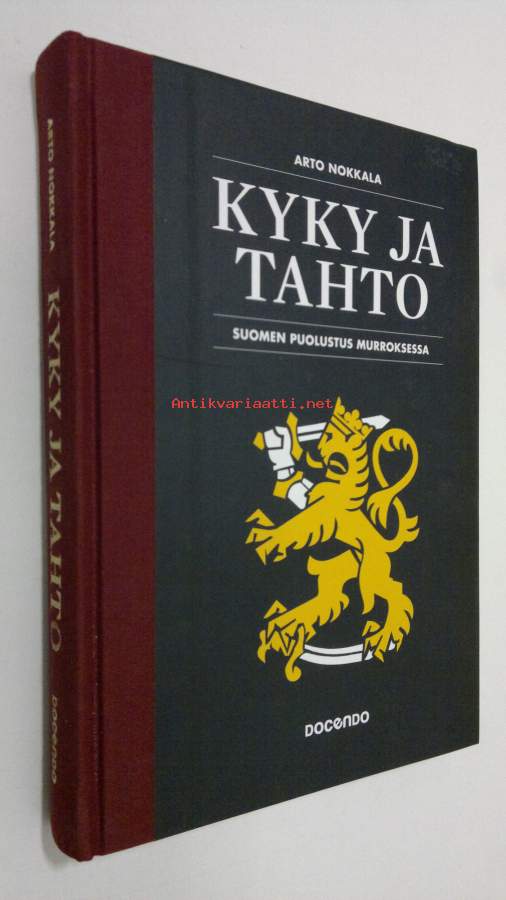 ARTO NOKKALA
KYKY JA
TAHTO
SUOMEN PUOLUSTUS MURROKSESSA
Antikvariaatti.net
DOCENDO
ARTO NOKKALA
KYKY JA TAHTO
DOCENDO